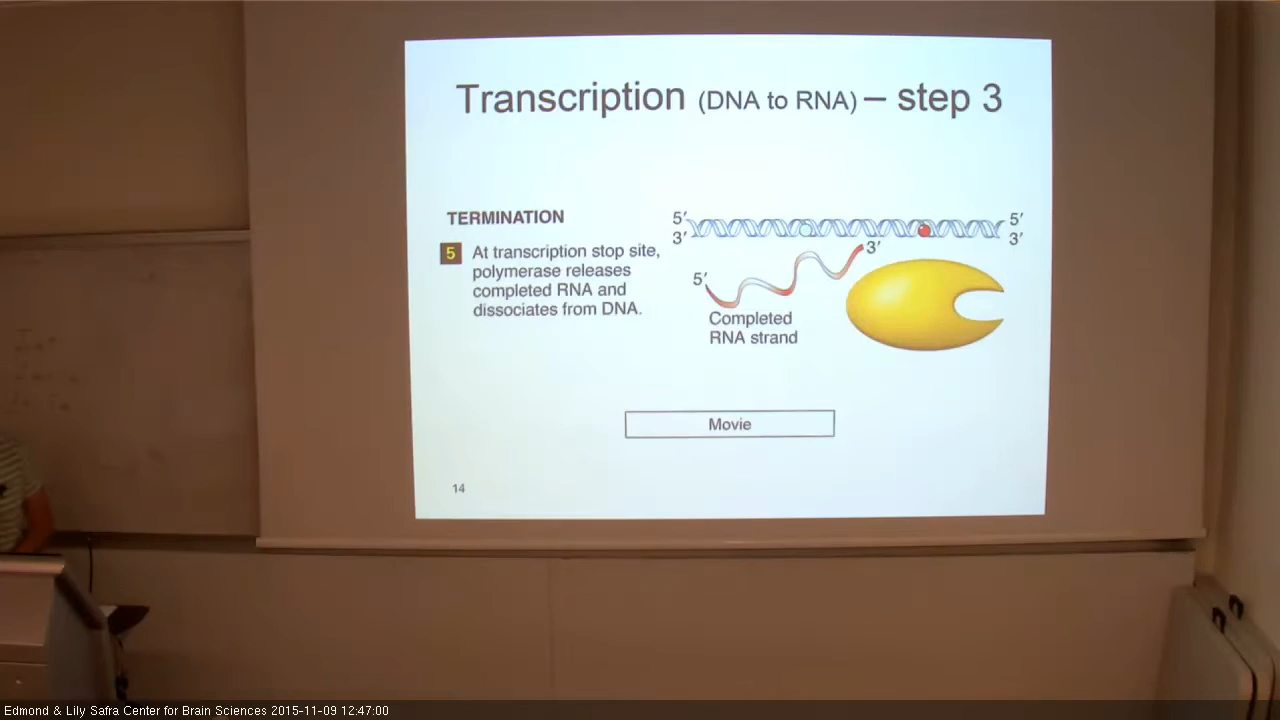 Transcription (DNA to RNA) – step 3
TERMINATION
5 At transcription stop site,
polymerase releases
completed RNA and
dissociates from DNA.
5′ 5′
3′ 3′
3′
5′
Completed
RNA strand
Movie
14
Edmond & Lily Safra Center for Brain Sciences 2015-11-09 12:47:00